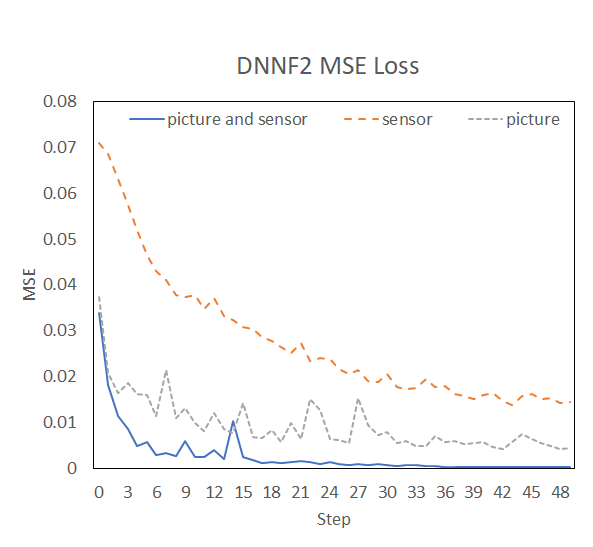 DNNF2 MSE Loss
0.08
picture and sensor sensor picture
0.07
0.06
0.05
0.04
MSE
0.03
0.02
0.01
0
0 3 6 9 12 15 18 21 24 27 30 33 36 39 42 45 48
Step